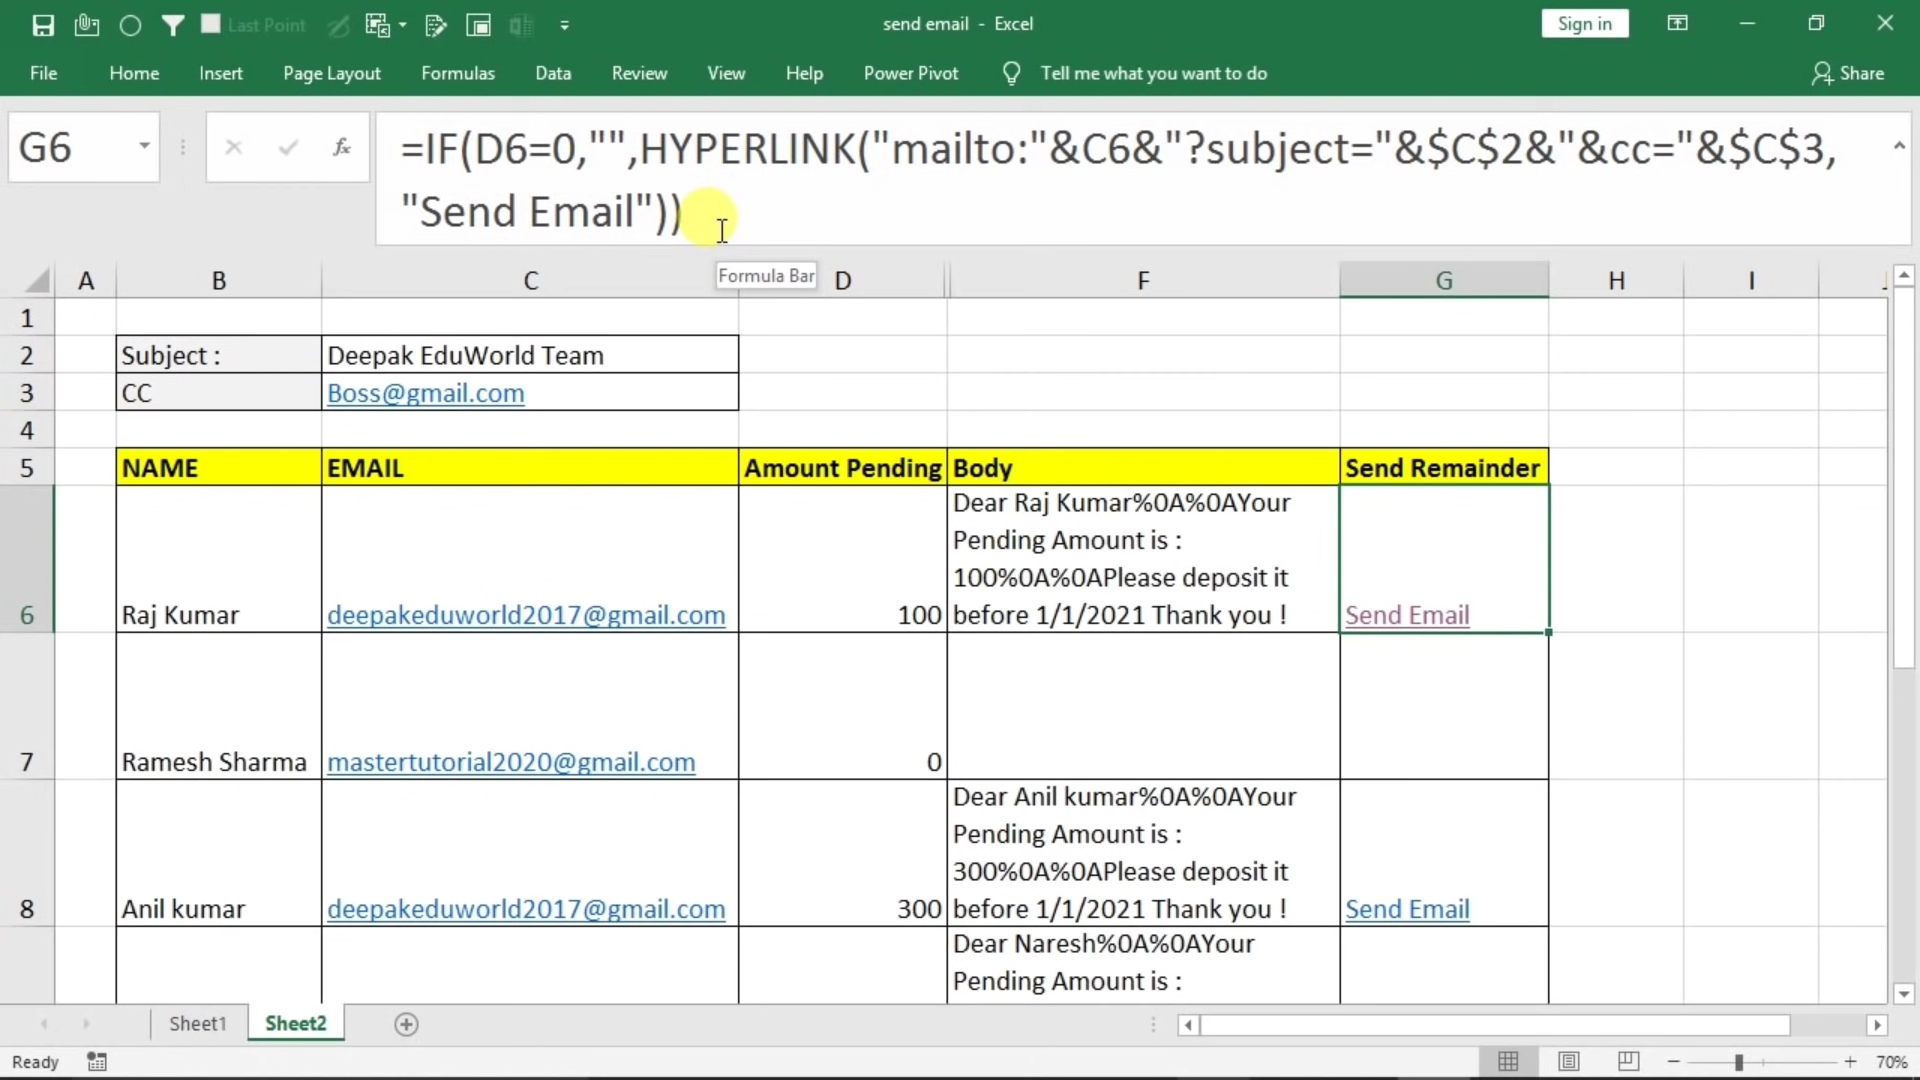 Last Point
send email - Excel
Sign in
File Home Insert Page Layout Formulas Data Review View Help Power Pivot Tell me what you want to do Share
G6
fx
=IF(D6=0,"",HYPERLINK("mailto:"&C6&"?subject="&$C$2&"&cc="&$C$3,
"Send Email"))
Formula Bar
A B C D F G H I
1
2 Subject : Deepak EduWorld Team
3 CC Boss@gmail.com
4
5 NAME EMAIL Amount Pending Body Send Remainder
Dear Raj Kumar%0A%0AYour
Pending Amount is :
100%0A%0APlease deposit it
6 Raj Kumar deepakeduworld2017@gmail.com 100 before 1/1/2021 Thank you ! Send Email
7 Ramesh Sharma mastertutorial2020@gmail.com 0
Dear Anil kumar%0A%0AYour
Pending Amount is :
300%0A%0APlease deposit it
8 Anil kumar deepakeduworld2017@gmail.com 300 before 1/1/2021 Thank you ! Send Email
Dear Naresh%0A%0AYour
Pending Amount is :
Sheet1 Sheet2
Ready
70%